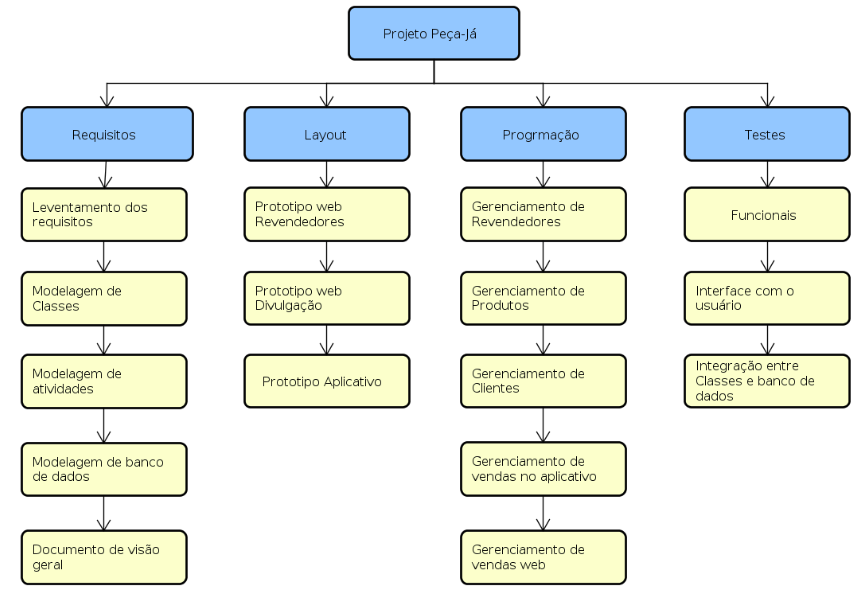 Projeto Peça-Já
Requisitos
Layout
Progrmação
Testes
Leventamento dos
requisitos
Prototipo web
Revendedores
Gerenciamento de
Revendedores
Funcionais
Modelagem de
Classes
Prototipo web
Divulgação
Gerenciamento de
Produtos
Interface com o
usuário
Modelagem de
atividades
Prototipo Aplicativo
Gerenciamento de
Clientes
Integração entre
Classes e banco de
dados
Modelagem de banco
de dados
Gerenciamento de
vendas no aplicativo
Documento de visão
geral
Gerenciamento de
vendas web